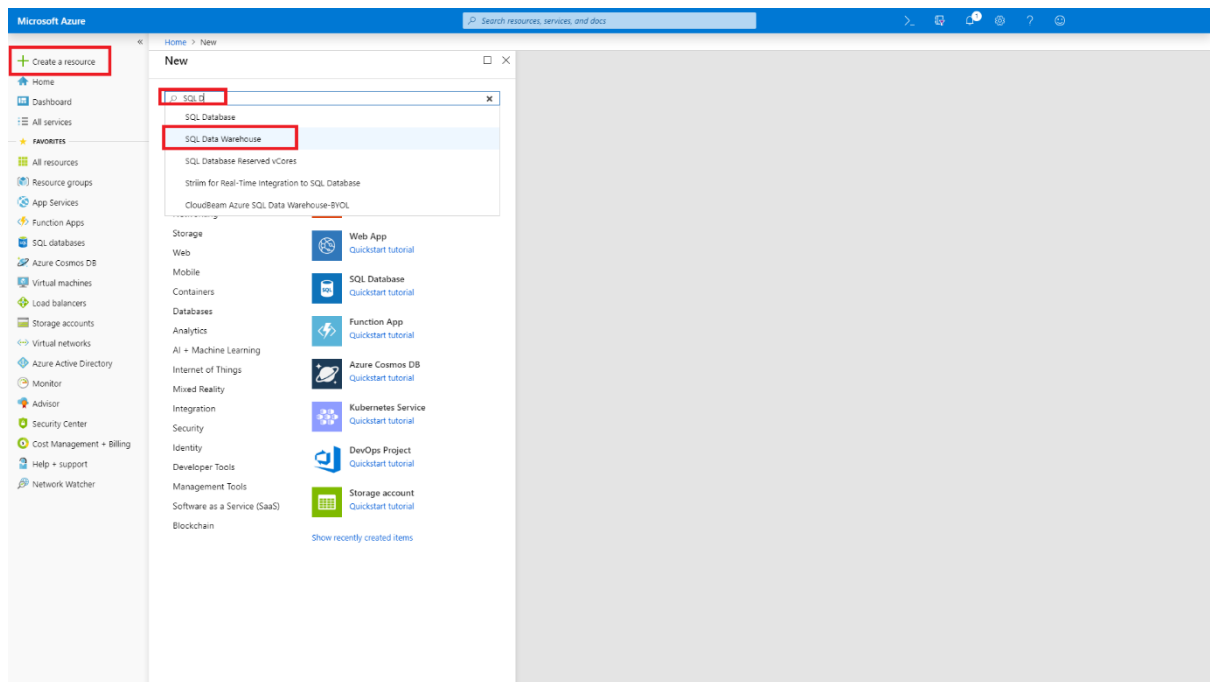 Microsoft Azure
Search resources, services, and docs
1
Home > New
Create a resource
Home
Dashboard
All services
FAVORITES
All resources
Resource groups
App Services
Function Apps
SQL databases
Azure Cosmos DB
Virtual machines
Load balancers
Storage accounts
Virtual networks
Azure Active Directory
Monitor
Advisor
Security Center
Cost Management + Billing
Help + support
Network Watcher
New
SQL D
SQL Database
SQL Data Warehouse
SQL Database Reserved vCores
Striim for Real-Time Integration to SQL Database
CloudBeam Azure SQL Data Warehouse-BYOL
Storage
Web
Mobile
Containers
Databases
Analytics
AI + Machine Learning
Internet of Things
Mixed Reality
Integration
Security
Identity
Developer Tools
Management Tools
Software as a Service (SaaS)
Blockchain
Web App
Quickstart tutorial
SQL Database
Quickstart tutorial
Function App
Quickstart tutorial
Azure Cosmos DB
Quickstart tutorial
Kubernetes Service
Quickstart tutorial
DevOps Project
Quickstart tutorial
Storage account
Quickstart tutorial
Show recently created items